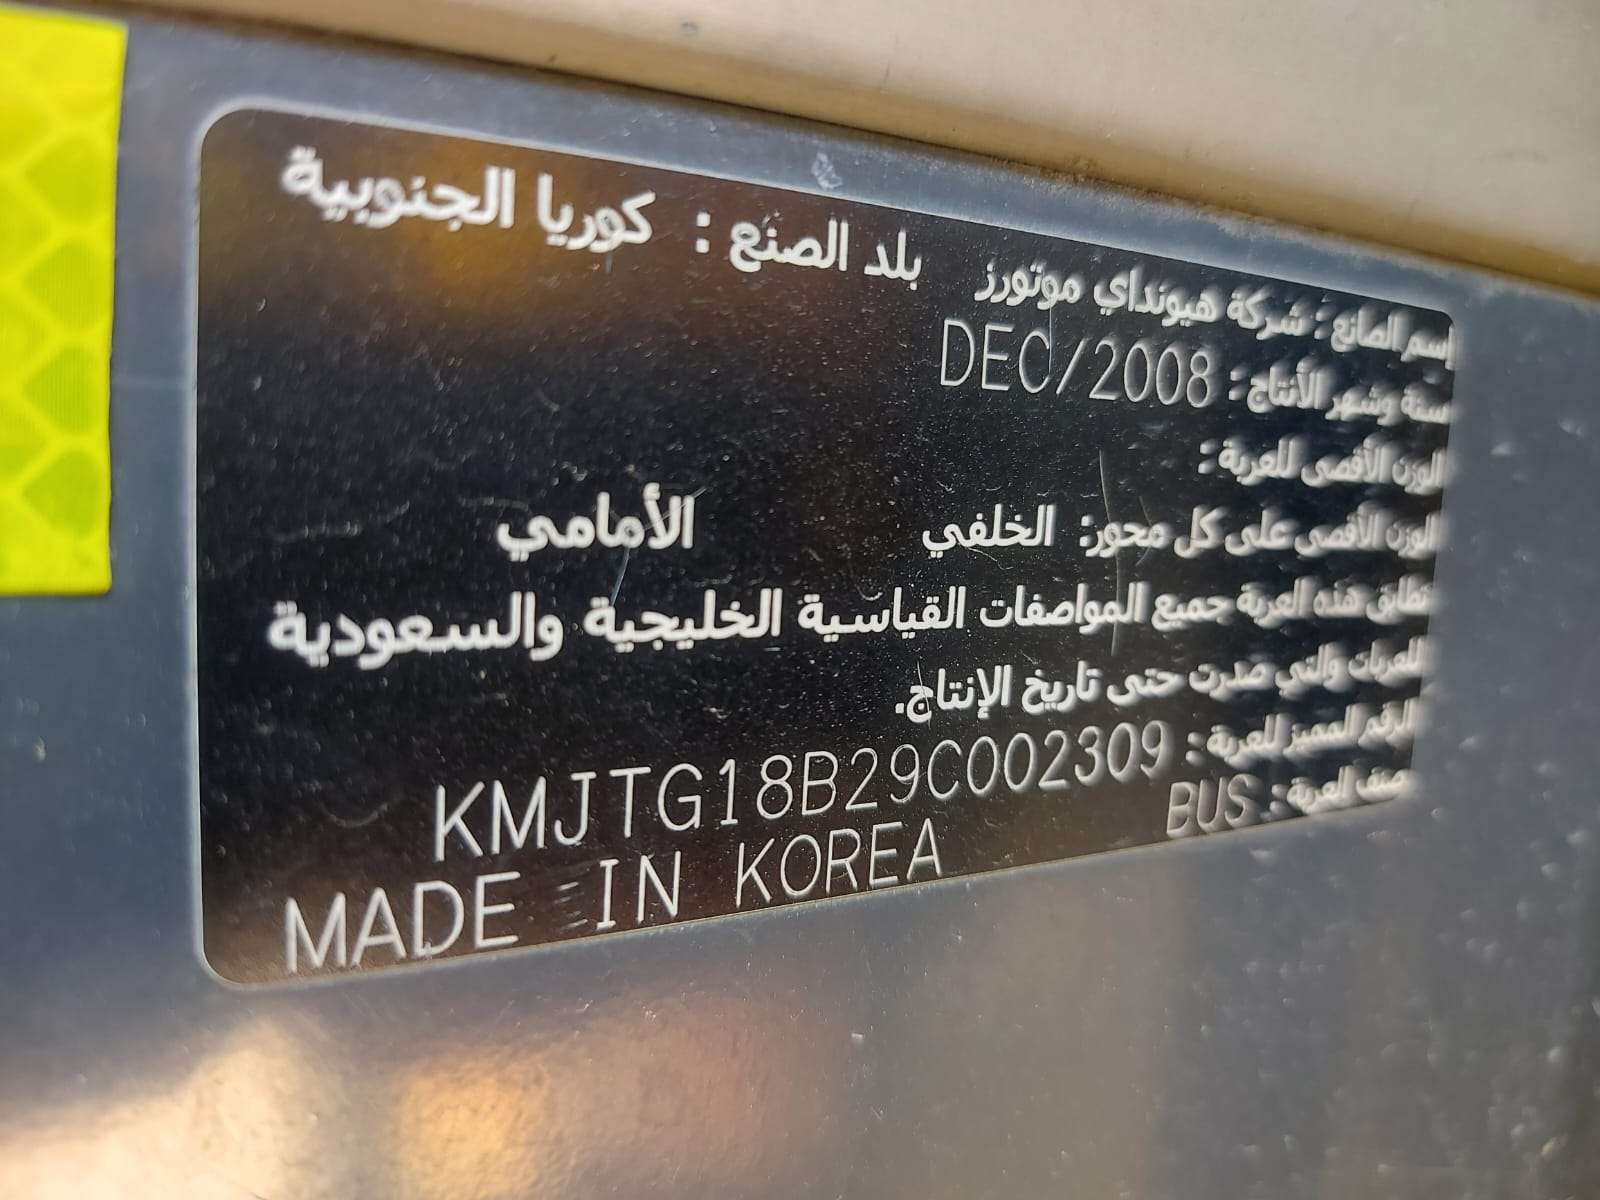 إسم الصانع: شركة هيونداي موتورز بلد الصنع : كوريا الجنوبية
سنة وشهر الأنتاج: DEC/2008
الوزن الأقصى للعربة:
الوزن الأقصى على كل محور: الخلفي الأمامي
تطابق هذه العربة جميع المواصفات القياسية الخليجية والسعودية
للعربات والتي صدرت حتى تاريخ الإنتاج.
الرقم المميز للعربة: KMJTG18B29C002309
صنف العربة: BUS MADE IN KOREA